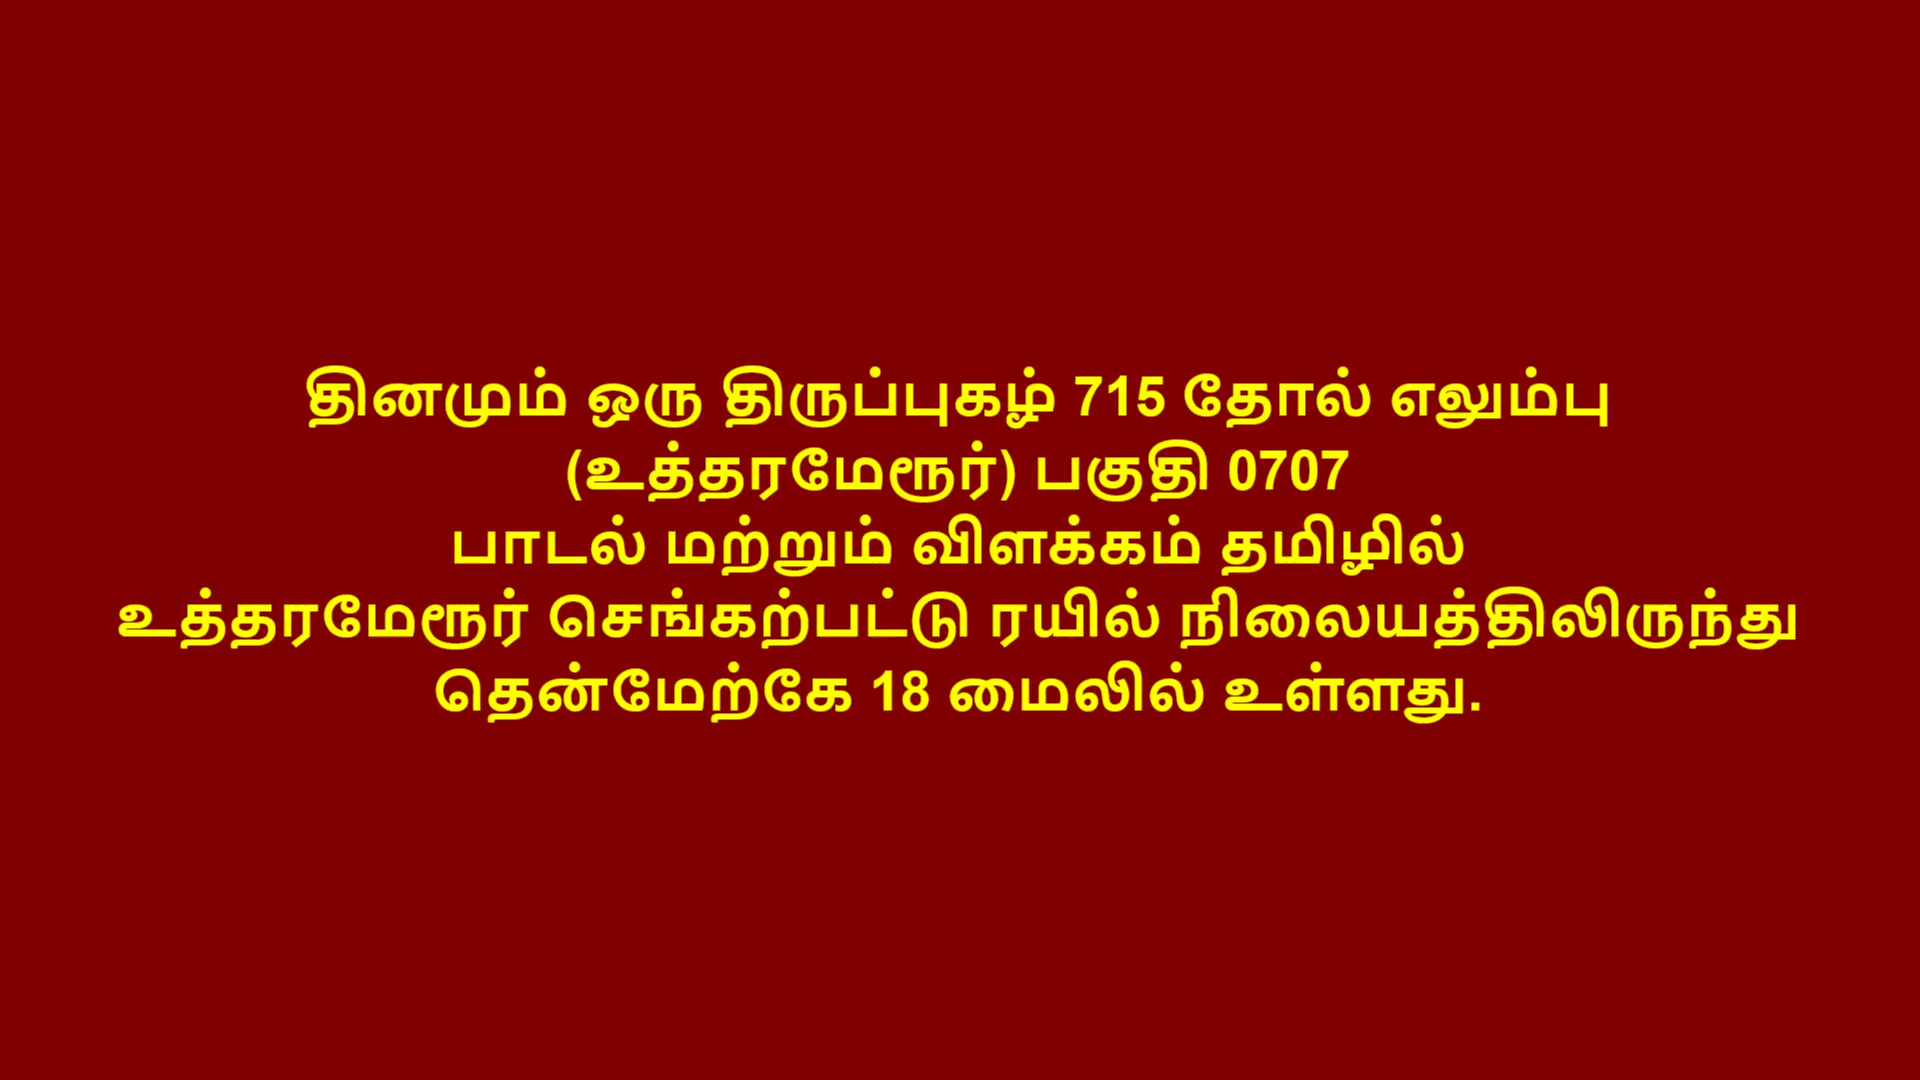 தினமும் ஒரு திருப்புகழ் 715 தோல் எலும்பு
(உத்தரமேரூர்) பகுதி 0707
பாடல் மற்றும் விளக்கம் தமிழில்
உத்தரமேரூர் செங்கற்பட்டு ரயில் நிலையத்திலிருந்து
தென்மேற்கே 18 மைலில் உள்ளது.